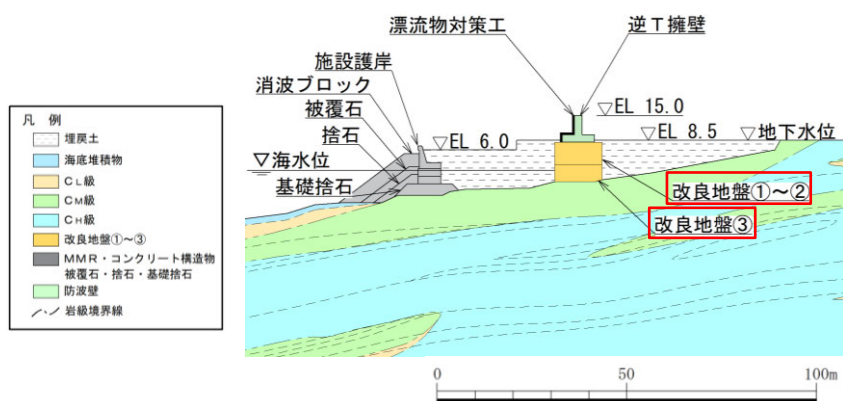 漂流物対策工
逆T擁壁
施設護岸
消波ブロック
被覆石
捨石
▽海水位
基礎捨石
▽EL 6.0
▽EL 15.0
▽EL 8.5
▽地下水位
改良地盤①～②
改良地盤③
凡 例
埋戻土
海底堆積物
CL級
CM級
CH級
改良地盤①～③
MMR・コンクリート構造物
被覆石・捨石・基礎捨石
防波壁
岩級境界線
0
50
100m